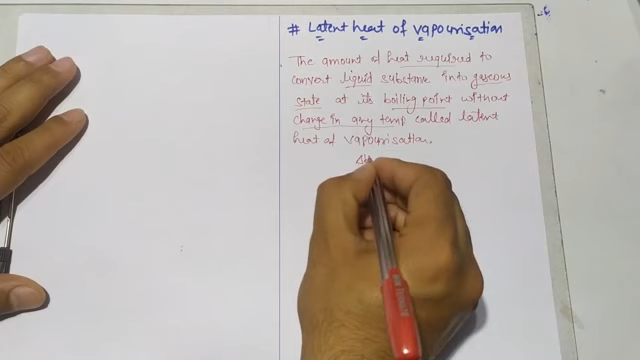 # Latent heat of vapourisation
The amount of heat required to
convert liquid substance into gaseous
state at its boiling point without
change in any temp called latent
heat of vapourisation.